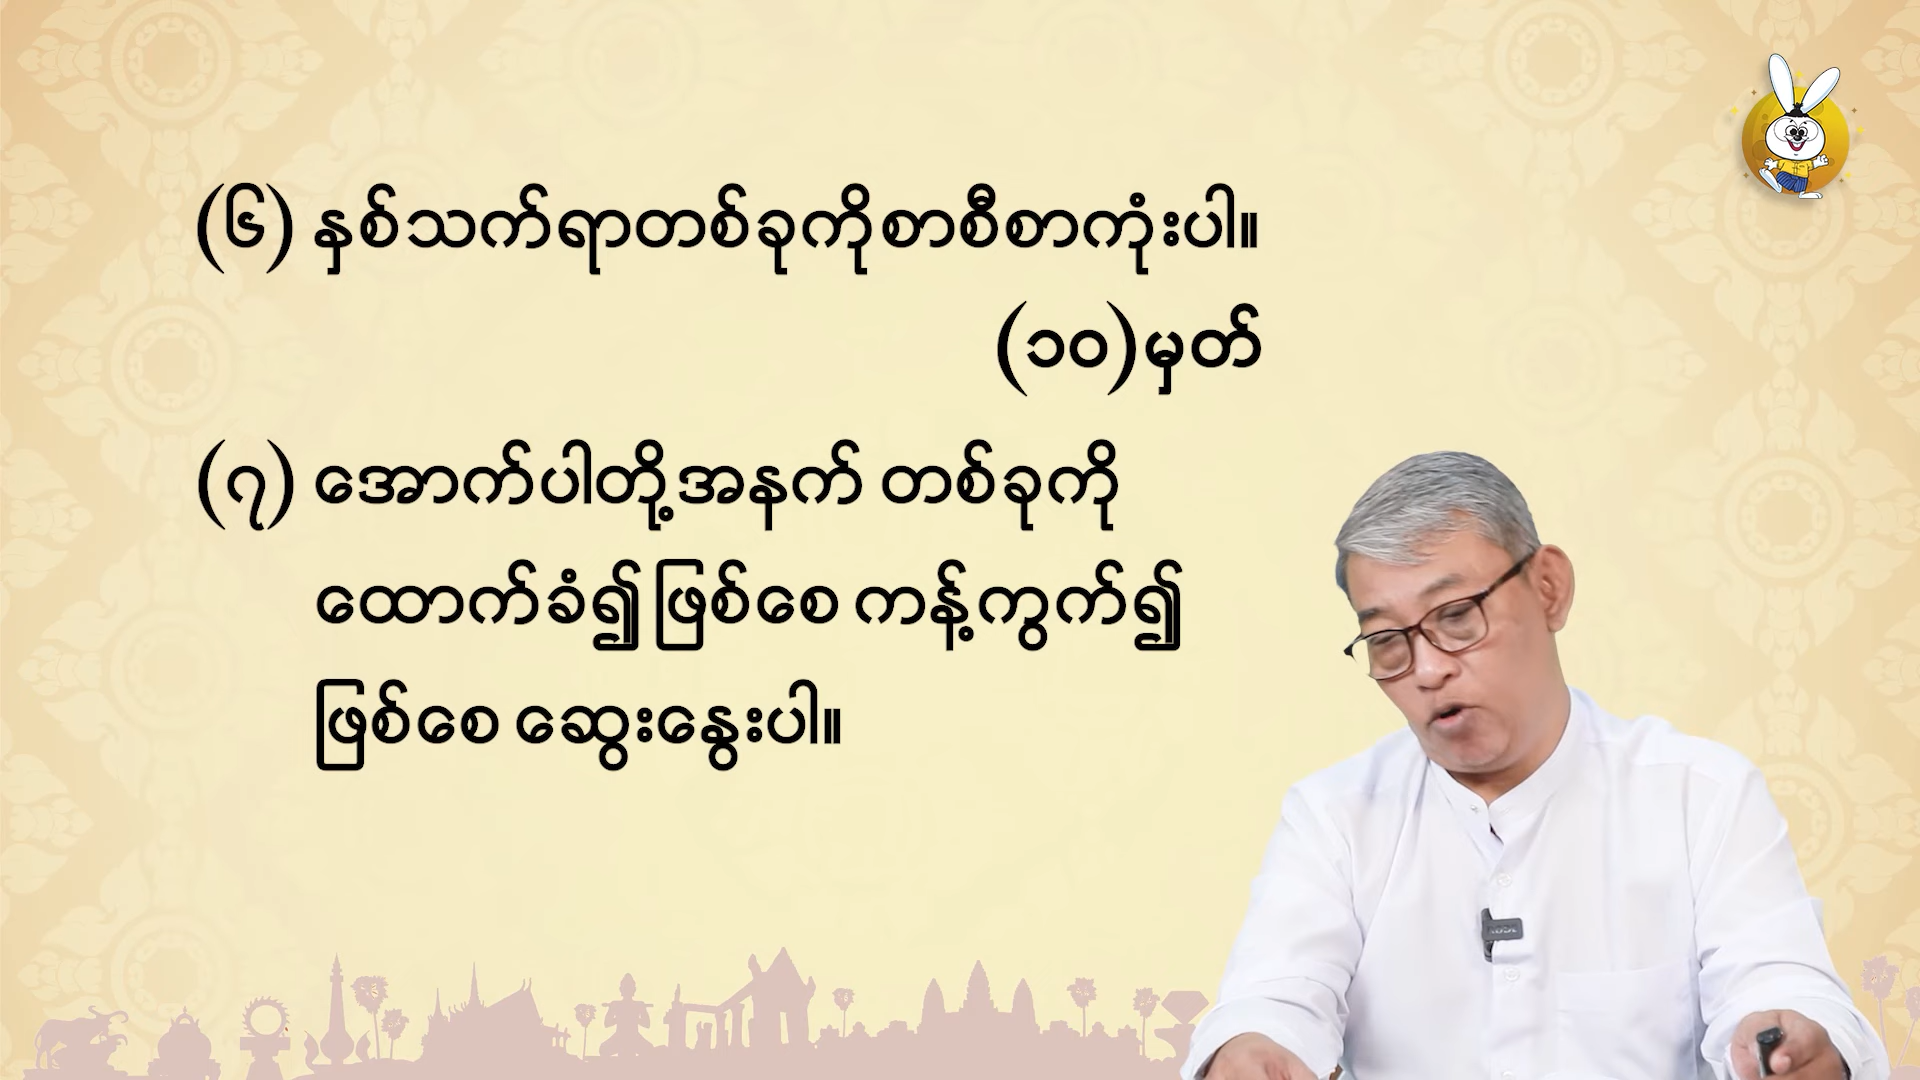 (၆) နှစ်သက်ရာတစ်ခုကိုစာစီစာကုံးပါ။
(၁၀)မှတ်
(၇) အောက်ပါတို့အနက် တစ်ခုကို
ထောက်ခံ၍ဖြစ်စေ ကန့်ကွက်၍
ဖြစ်စေ ဆွေးနွေးပါ။